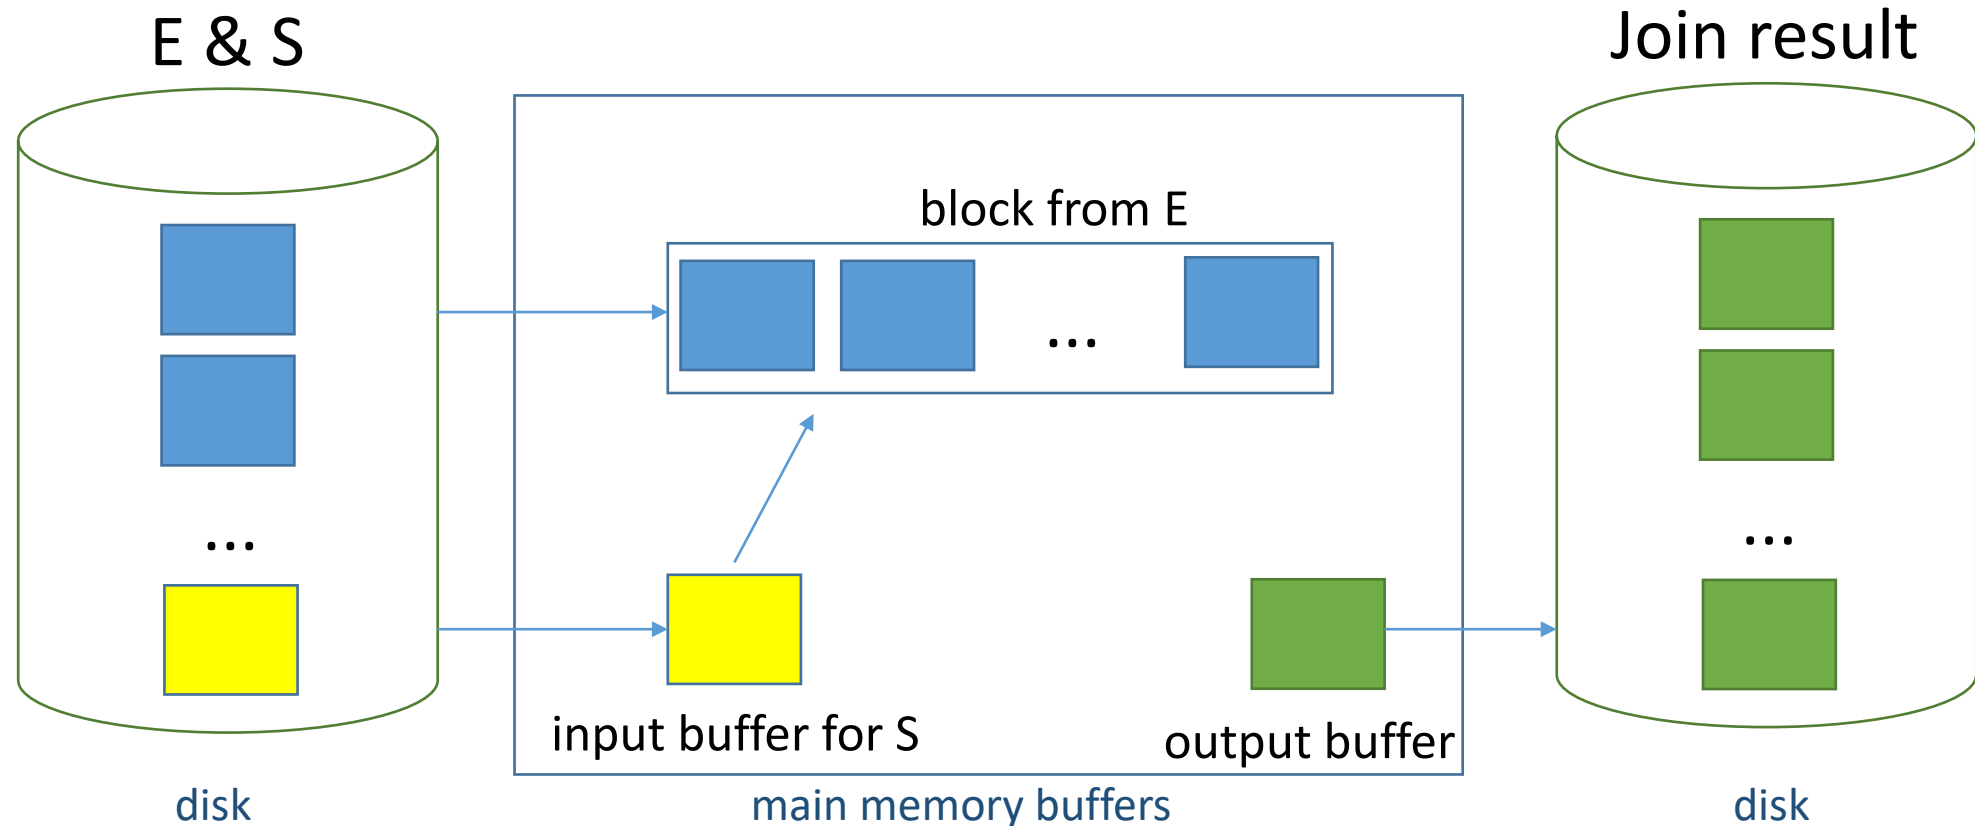 E & S
Join result
block from E
...
...
...
input buffer for S
output buffer
disk
main memory buffers
disk